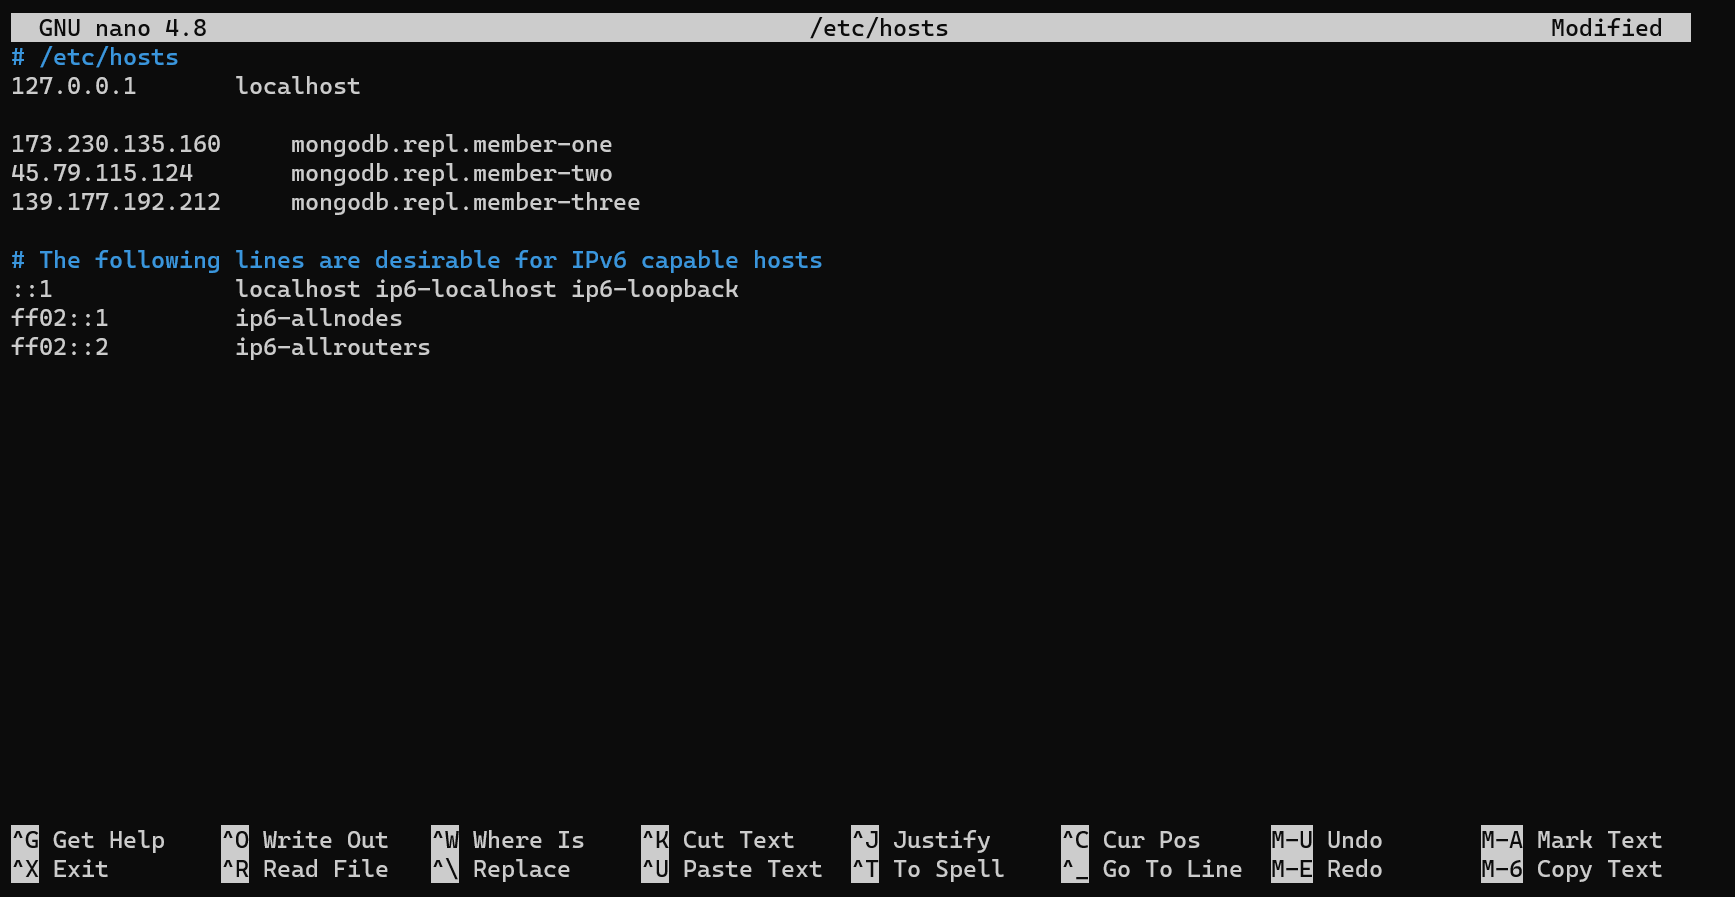 GNU nano 4.8 /etc/hosts Modified
# /etc/hosts
127.0.0.1 localhost
173.230.135.160 mongodb.repl.member-one
45.79.115.124 mongodb.repl.member-two
139.177.192.212 mongodb.repl.member-three
# The following lines are desirable for IPv6 capable hosts
::1 localhost ip6-localhost ip6-loopback
ff02::1 ip6-allnodes
ff02::2 ip6-allrouters
^G Get Help ^O Write Out ^W Where Is ^K Cut Text ^J Justify ^C Cur Pos M-U Undo M-A Mark Text
^X Exit ^R Read File ^\ Replace ^U Paste Text ^T To Spell ^_ Go To Line M-E Redo M-6 Copy Text